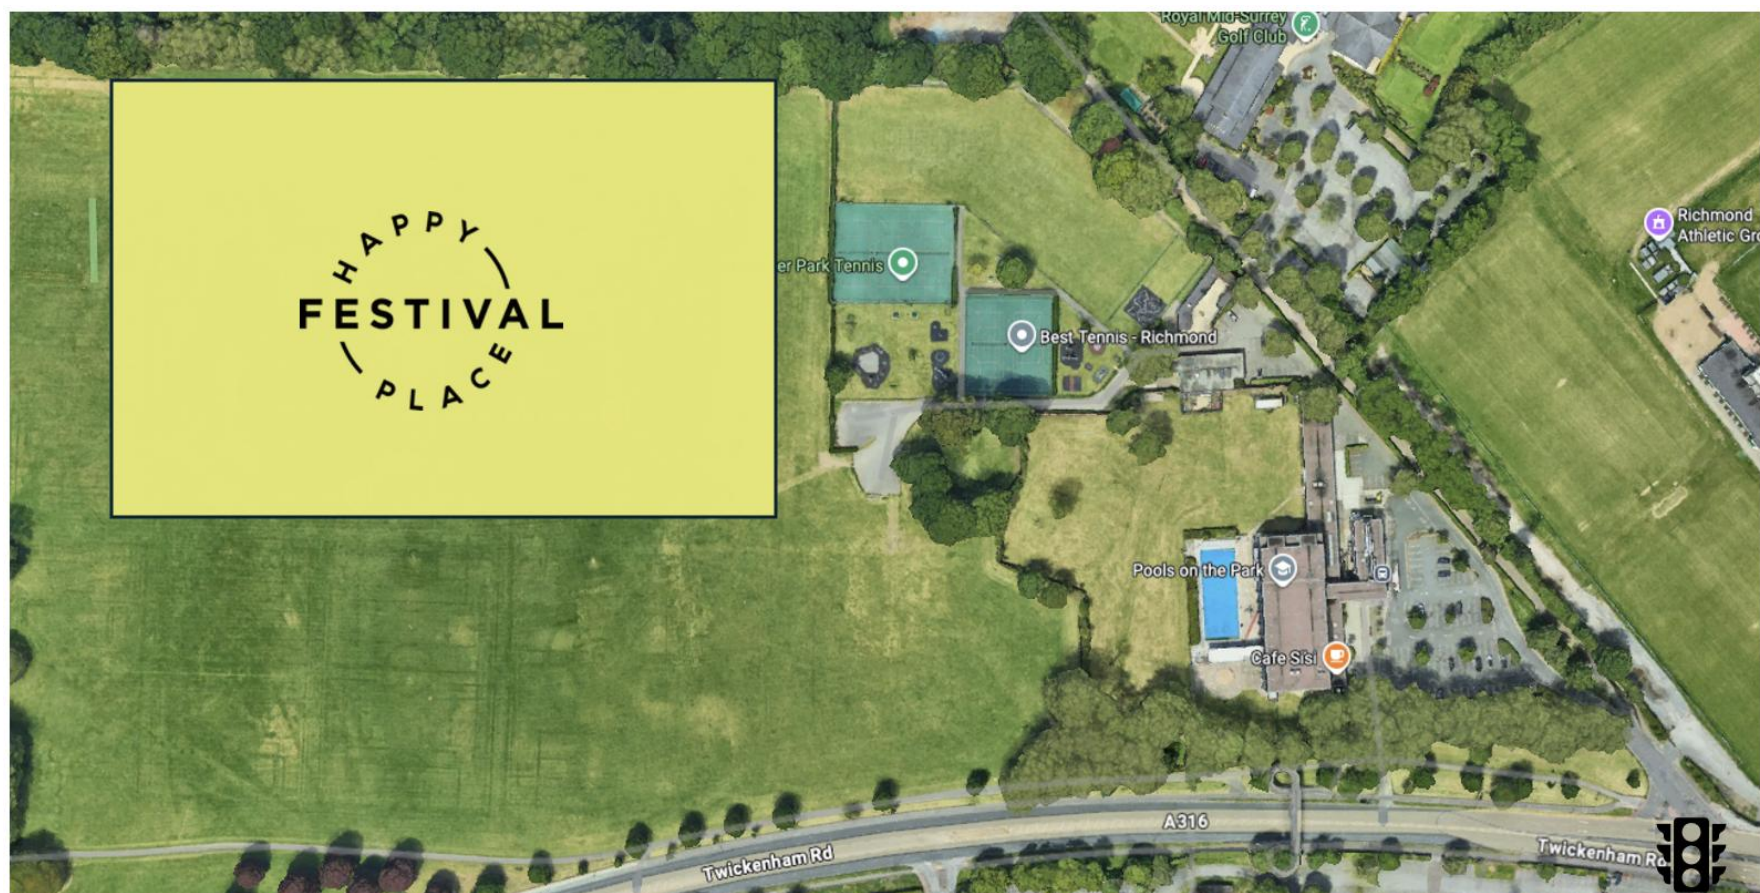 Royal Mid-Surrey
Golf Club
HAPPY
FESTIVAL
PLACE
Richmond
Athletic Gro
er Park Tennis
Best Tennis - Richmond
Pools on the Park
Cafe Sisi
A316
Twickenham Rd
Twickenham Rd